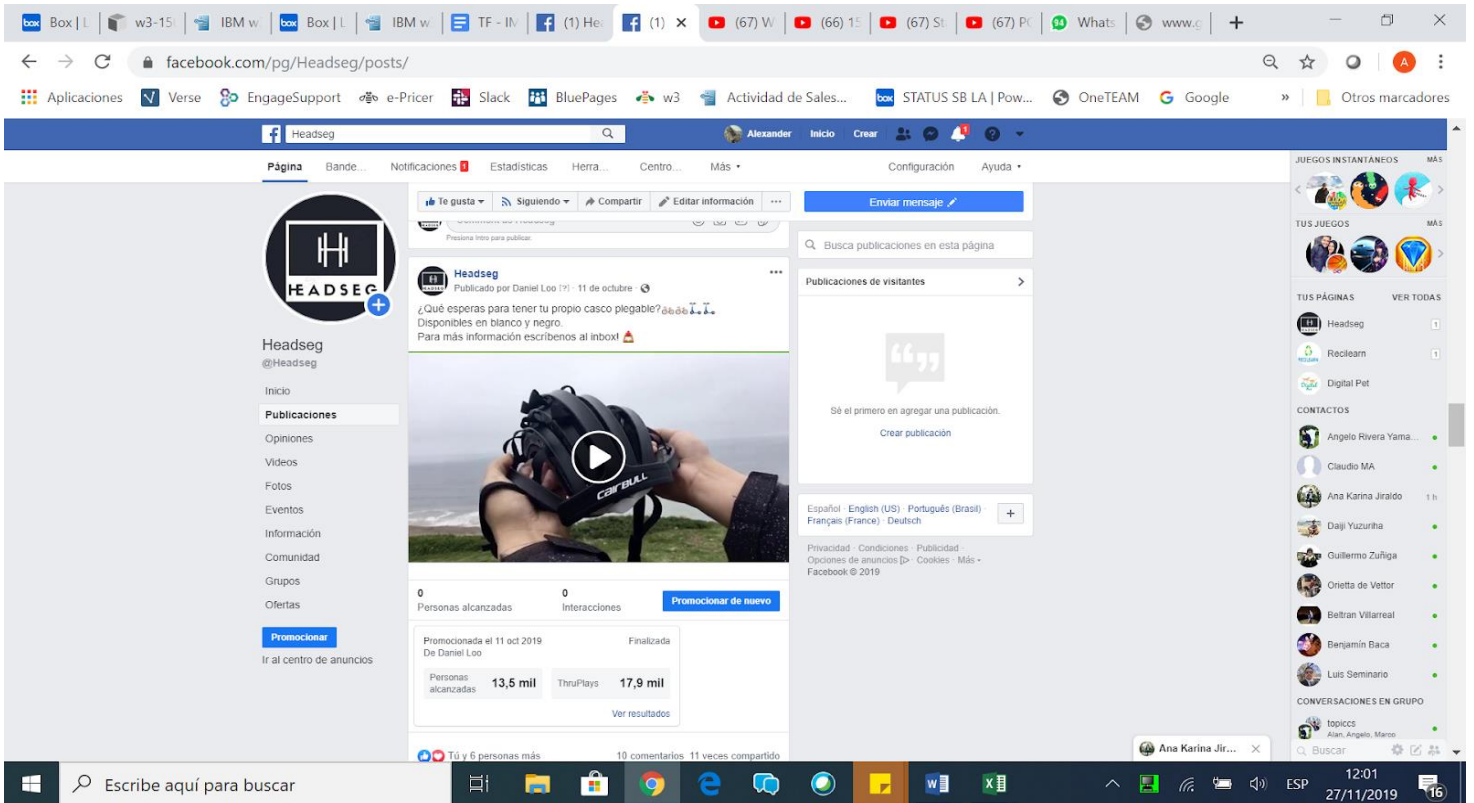 Box | L
w3-15
IBM w
Box | L
IBM w
TF - IN
(1) Hea
(1)
(67) W
(66) 15
(67) St
(67) PC
94
Whats
www.g
facebook.com/pg/Headseg/posts/
A
Aplicaciones
Verse
EngageSupport
e-Pricer
Slack
BluePages
w3
Actividad de Sales...
box
STATUS SB LA | Pow...
OneTEAM
Google
»
Otros marcadores
Headseg
Alexander
Inicio
Crear
1
Página
Bande...
Notificaciones 1
Estadísticas
Herra...
Centro...
Más
Configuración
Ayuda
Te gusta
Siguiendo
Compartir
Editar información
...
Enviar mensaje
HEADSEG
Headseg
@Headseg
Inicio
Publicaciones
Opiniones
Videos
Fotos
Eventos
Información
Comunidad
Grupos
Ofertas
Promocionar
Ir al centro de anuncios
Presiona Intro para publicar.
Headseg
Publicado por Daniel Loo [?] · 11 de octubre ·
¿Qué esperas para tener tu propio casco plegable?
Disponibles en blanco y negro.
Para más información escríbenos al inbox!
CAIRBULL
0
Personas alcanzadas
0
Interacciones
Promocionar de nuevo
Promocionada el 11 oct 2019
De Daniel Loo
Finalizada
Personas alcanzadas
13,5 mil
ThruPlays
17,9 mil
Ver resultados
Tú y 6 personas más
10 comentarios 11 veces compartido
Busca publicaciones en esta página
Publicaciones de visitantes
Sé el primero en agregar una publicación.
Crear publicación
Español · English (US) · Português (Brasil) ·
Français (France) · Deutsch
+
Privacidad · Condiciones · Publicidad ·
Opciones de anuncios · Cookies · Más
Facebook © 2019
JUEGOS INSTANTÁNEOS
MÁS
TUS JUEGOS
MÁS
TUS PÁGINAS
VER TODAS
Headseg
1
Recilearn
1
Digital Pet
CONTACTOS
Angelo Rivera Yama...
Claudio MA
Ana Karina Jiraldo
1 h
Daiji Yuzuriha
Guillermo Zuñiga
Orietta de Vettor
Beltran Villarreal
Benjamín Baca
Luis Seminario
CONVERSACIONES EN GRUPO
topiccs
Alan, Angelo, Marco
Buscar
Ana Karina Jir...
Escribe aquí para buscar
ESP
12:01
27/11/2019
16